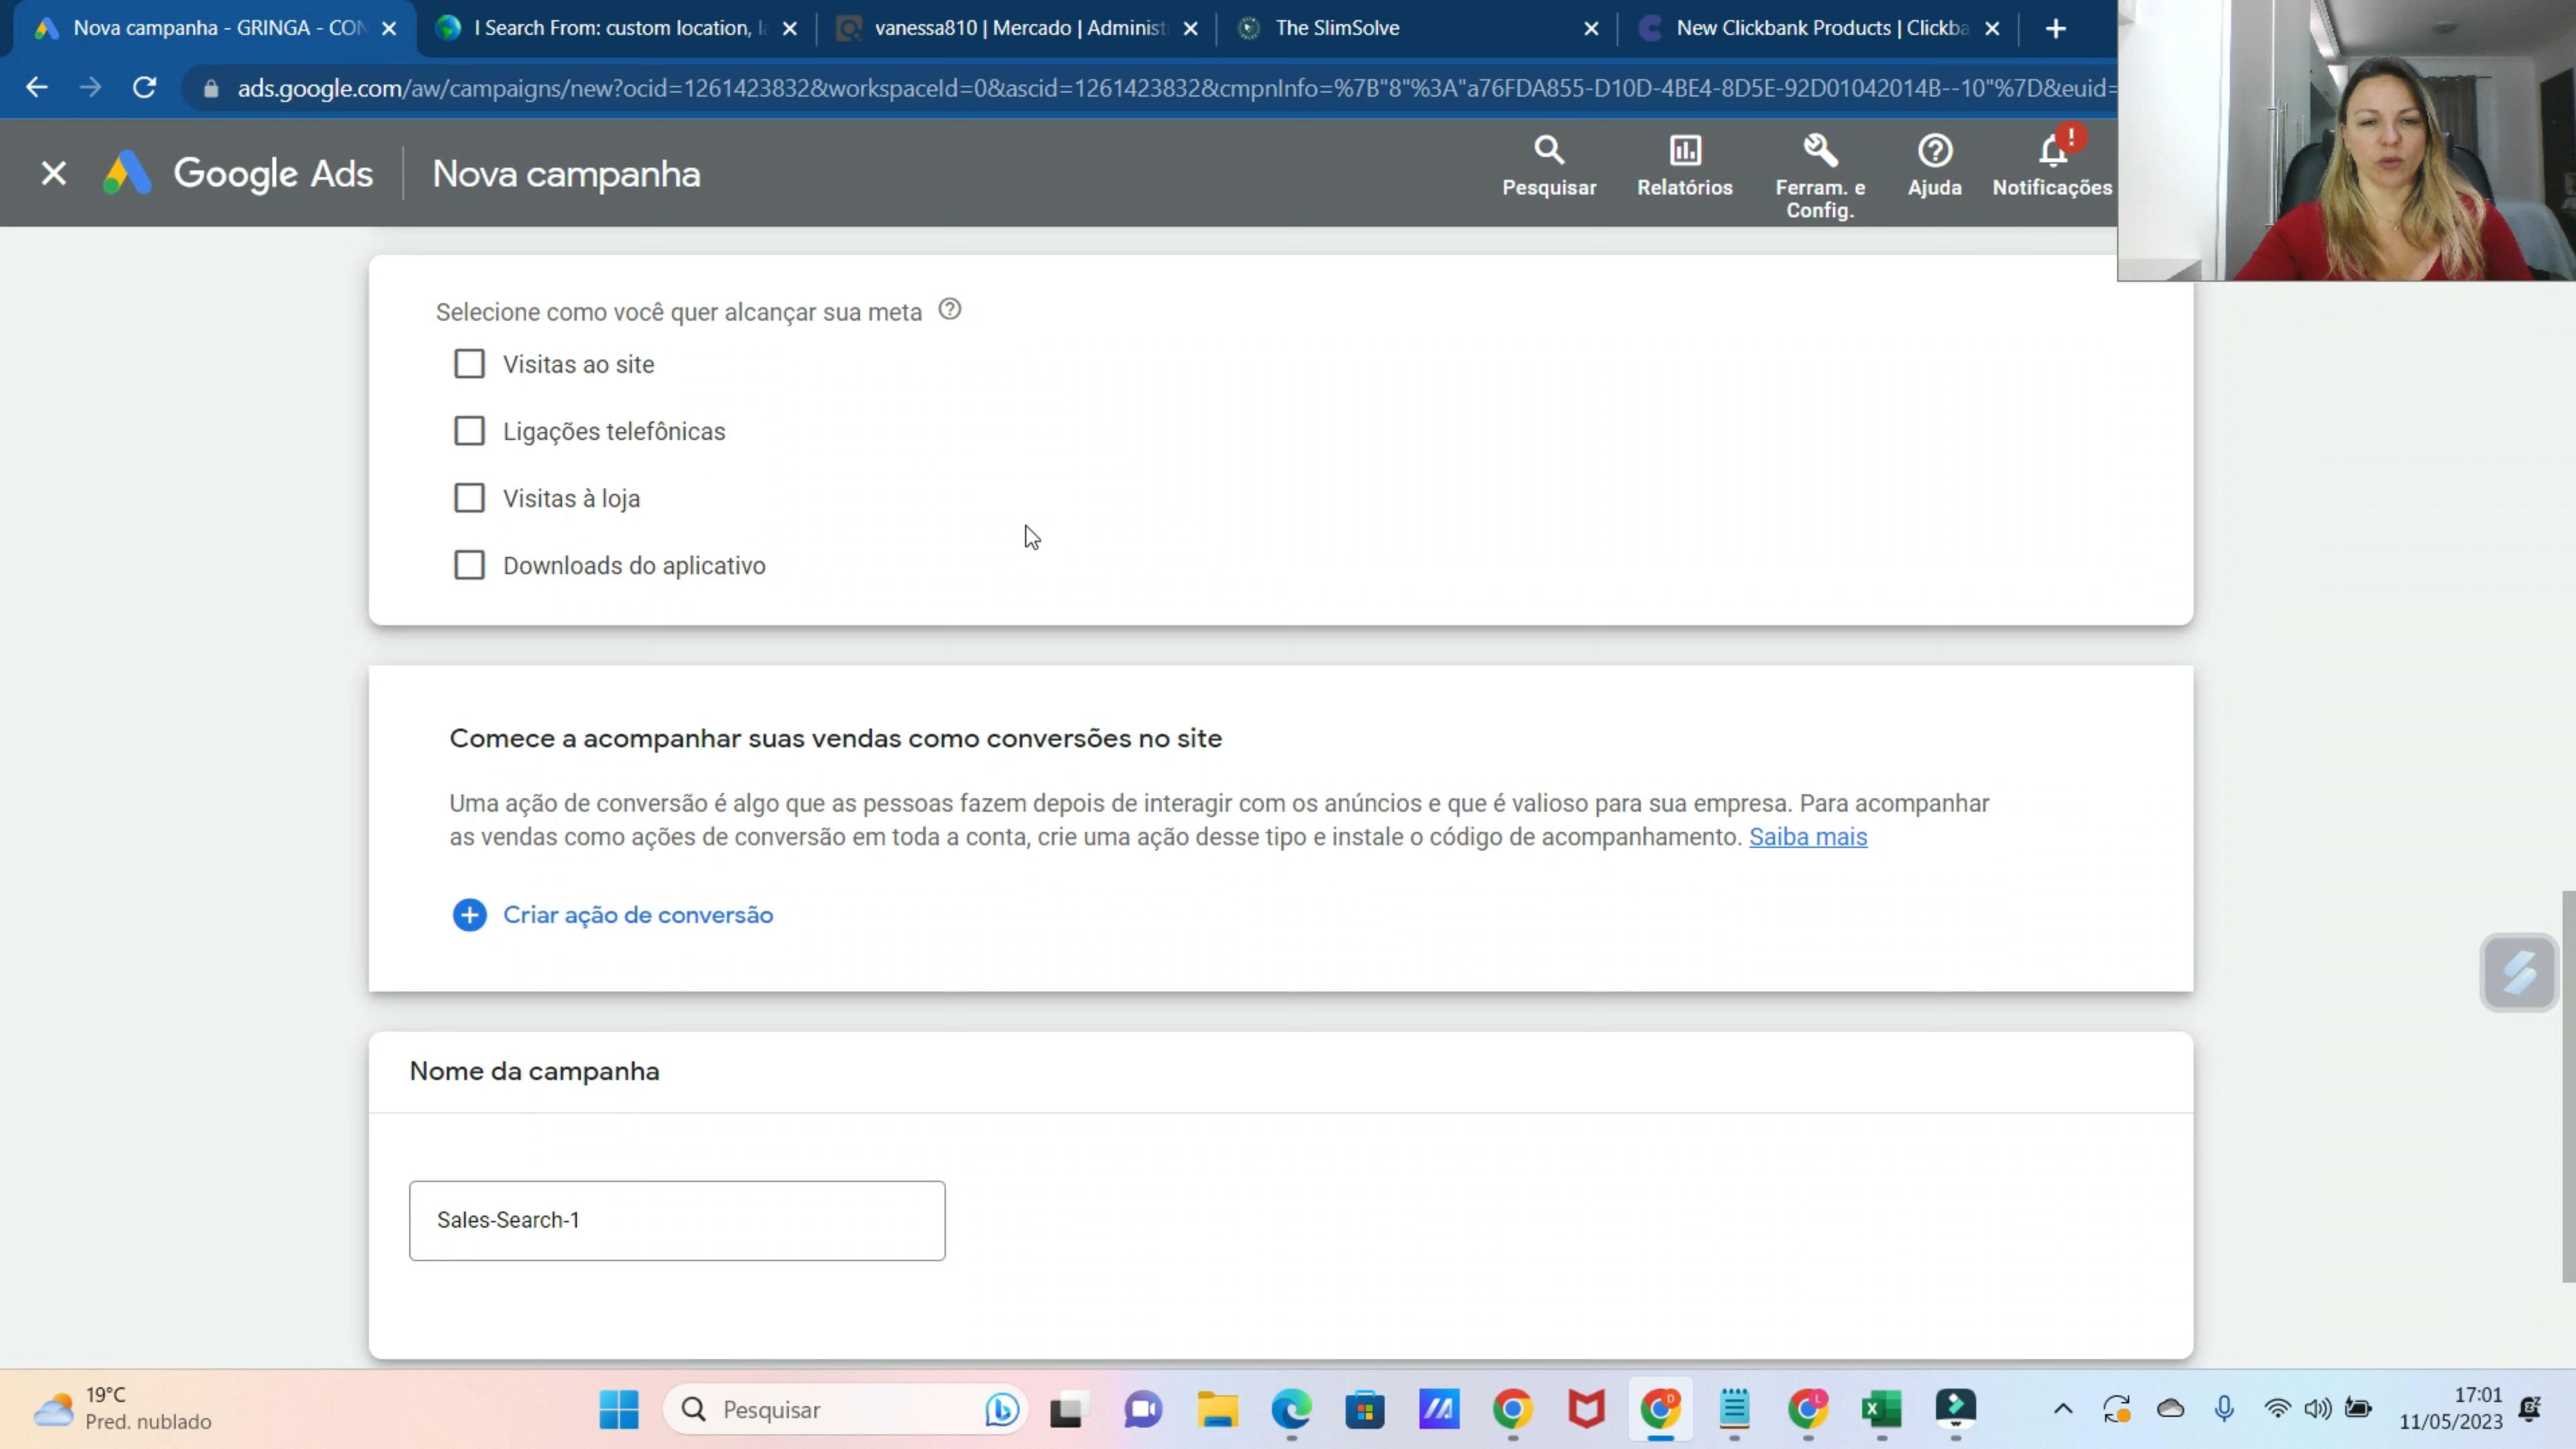 Nova campanha - GRINGA - CON
I Search From: custom location, la
vanessa810 | Mercado | Administ
The SlimSolve
New Clickbank Products | Clickba
ads.google.com/aw/campaigns/new?ocid=1261423832&workspaceId=0&ascid=1261423832&cmpnInfo=%7B"8"%3A"a76FDA855-D10D-4BE4-8D5E-92D01042014B--10"%7D&euid=
Google Ads
Nova campanha
Pesquisar
Relatórios
Ferram. e
Config.
Ajuda
Notificações
Selecione como você quer alcançar sua meta
Visitas ao site
Ligações telefônicas
Visitas à loja
Downloads do aplicativo
Comece a acompanhar suas vendas como conversões no site
Uma ação de conversão é algo que as pessoas fazem depois de interagir com os anúncios e que é valioso para sua empresa. Para acompanhar
as vendas como ações de conversão em toda a conta, crie uma ação desse tipo e instale o código de acompanhamento. Saiba mais
Criar ação de conversão
Nome da campanha
Sales-Search-1
19°C
Pred. nublado
Pesquisar
17:01
11/05/2023